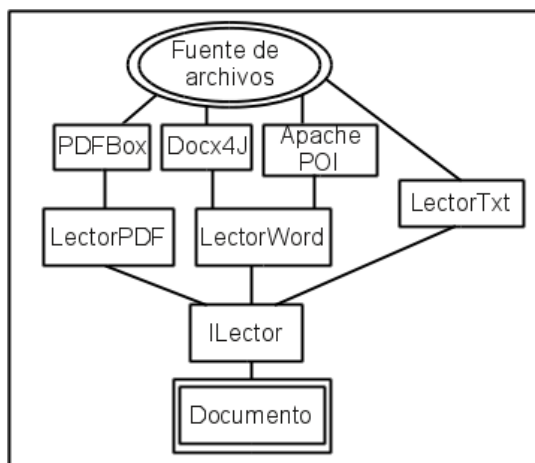 Fuente de
archivos
PDFBox
Docx4J
Apache
POI
LectorPDF
LectorWord
LectorTxt
ILector
Documento